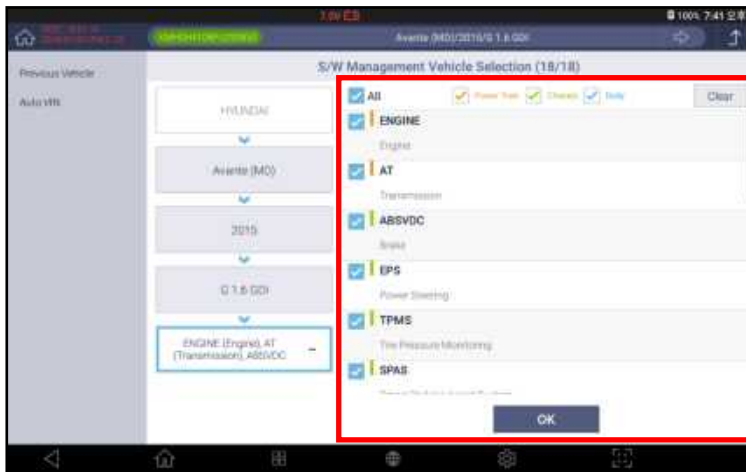 100% 7:41 오후
Avante (MD)/2015/G 1.6 GDI
Previous Vehicle
S/W Management Vehicle Selection (18/18)
Auto VIN
HYUNDAI
Avante (MD)
2015
G 1.6 GDI
ENGINE (Engine), AT
(Transmission), ABSVDC
All
Power Train
Chassis
Body
Clear
ENGINE
Engine
AT
Transmission
ABSVDC
Brake
EPS
Power Steering
TPMS
Tire Pressure Monitoring
SPAS
OK